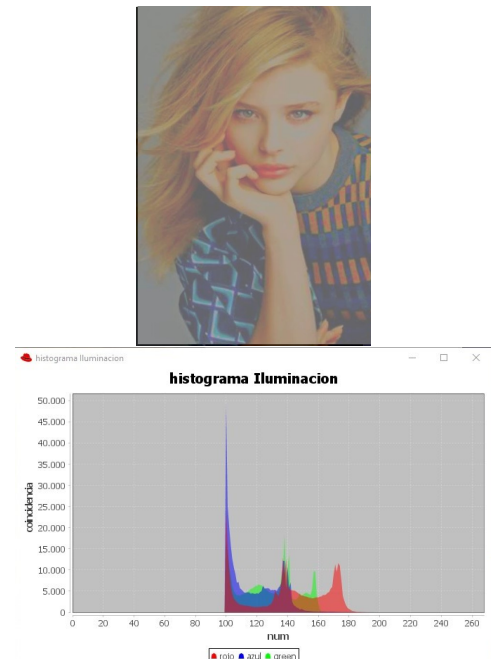 histograma Iluminacion
histograma Iluminacion
50.000
45.000
40.000
35.000
30.000
25.000
20.000
15.000
10.000
5.000
0
coincidencia
0 20 40 60 80 100 120 140 160 180 200 220 240 260
num
rojo azul green